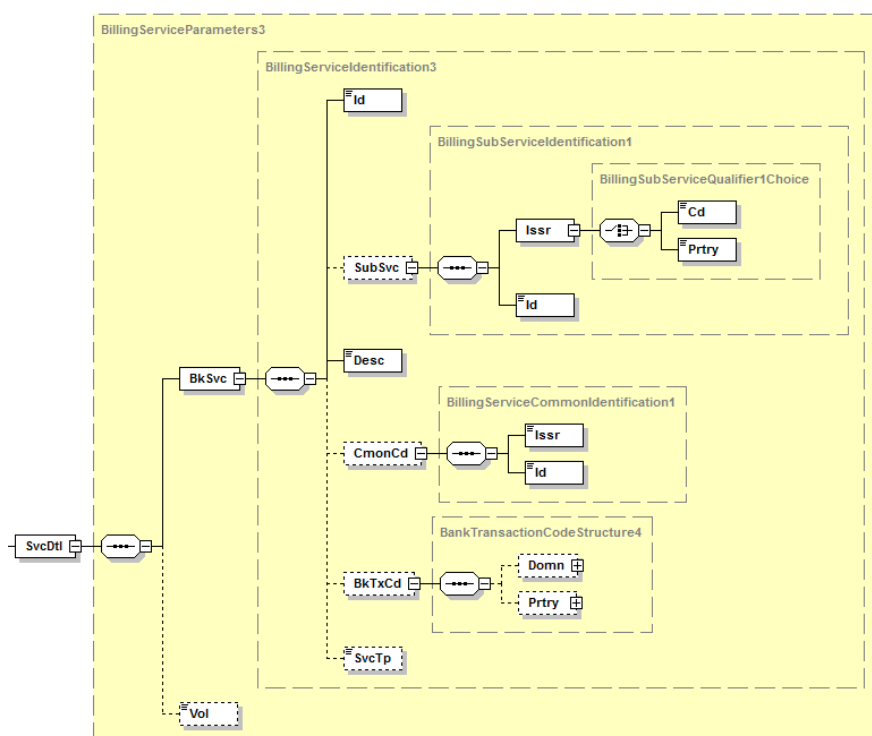 BillingServiceParameters3
BillingServiceIdentification3
Id
BillingSubServiceIdentification1
BillingSubServiceQualifier1Choice
Cd
Issr
Prtry
SubSvc
Id
Desc
BkSvc
BillingServiceCommonIdentification1
Issr
CmonCd
Id
BankTransactionCodeStructure4
SvcDtl
Domn
BkTxCd
Prtry
SvcTp
Vol